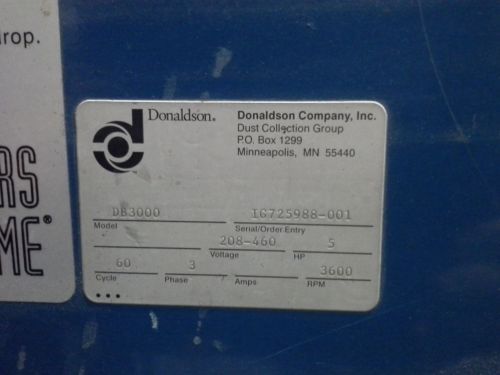 drop.
RS
ME®
Donaldson®
Donaldson Company, Inc.
Dust Collection Group
P.O. Box 1299
Minneapolis, MN 55440
DB3000 IG725988-001
Model Serial/Order Entry
208-460 5
Voltage HP
60 3 3600
Cycle Phase Amps RPM